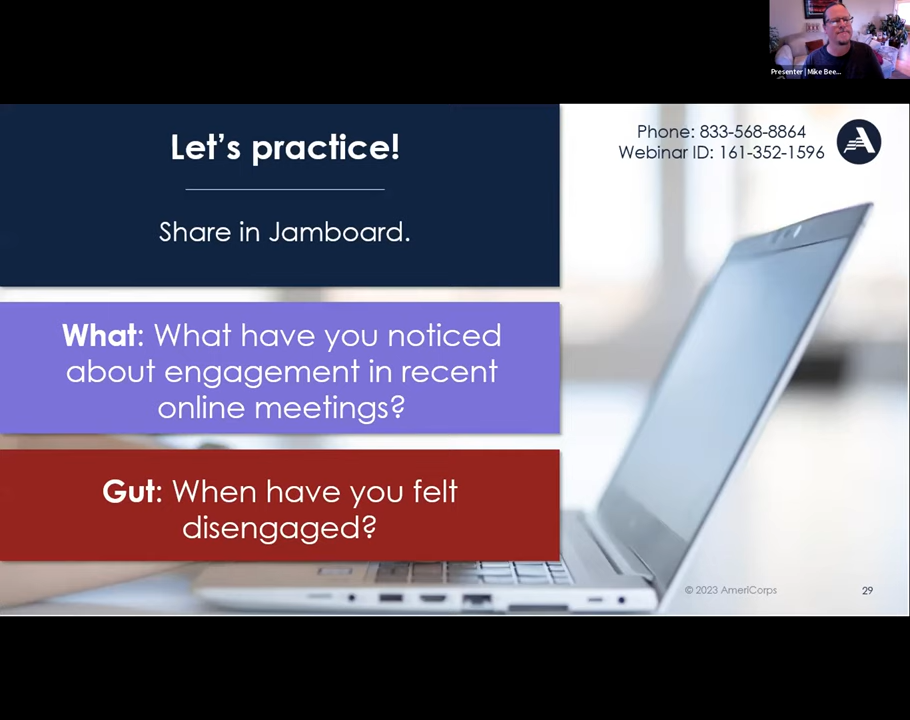 Presenter | Mike Bee...
Let's practice!
Share in Jamboard.
Phone: 833-568-8864
Webinar ID: 161-352-1596
What: What have you noticed
about engagement in recent
online meetings?
Gut: When have you felt
disengaged?
© 2023 AmeriCorps
29